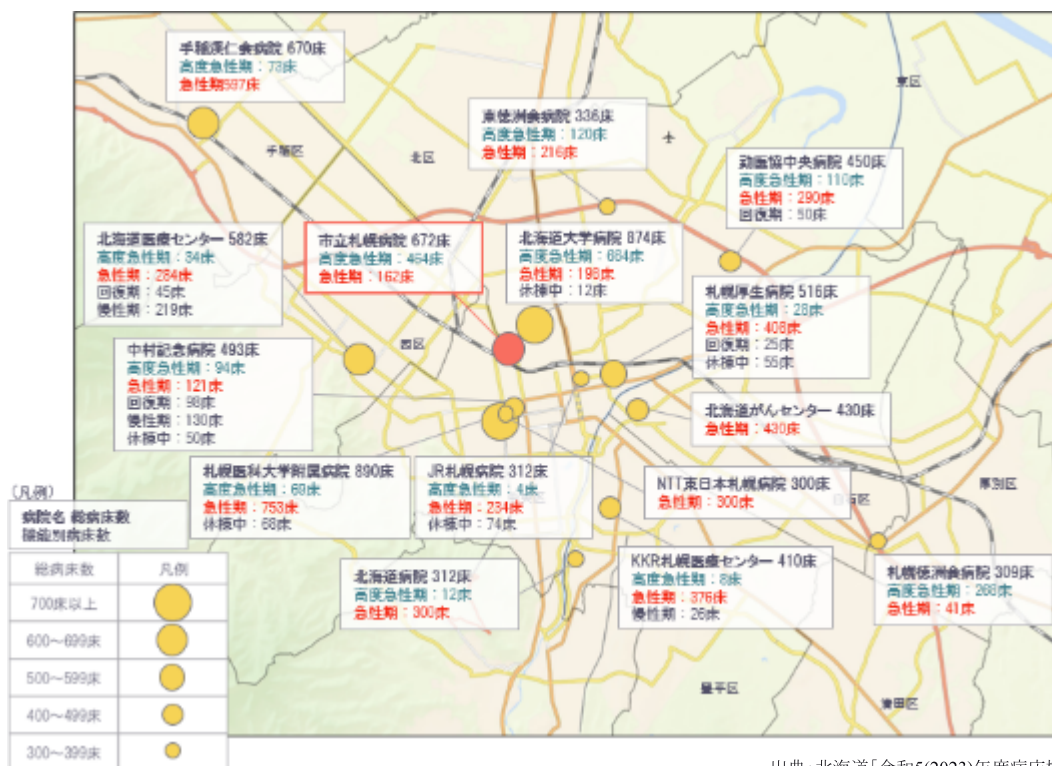 手稲渓仁会病院 670床
高度急性期：73床
急性期597床
東徳洲会病院 336床
高度急性期：120床
急性期：216床
勤医協中央病院 450床
高度急性期：110床
急性期：290床
回復期：50床
東区
手稲区
北区
北海道医療センター 582床
高度急性期：34床
急性期：284床
回復期：45床
慢性期：219床
市立札幌病院 672床
高度急性期：464床
急性期：162床
北海道大学病院 874床
高度急性期：664床
急性期：198床
休棟中：12床
札幌厚生病院 516床
高度急性期：28床
急性期：408床
回復期：25床
休棟中：55床
西区
中村記念病院 493床
高度急性期：94床
急性期：121床
回復期：98床
慢性期：130床
休棟中：50床
北海道がんセンター 430床
急性期：430床
札幌医科大学附属病院 890床
高度急性期：69床
急性期：753床
休棟中：68床
JR札幌病院 312床
高度急性期：4床
急性期：234床
休棟中：74床
NTT東日本札幌病院 300床
急性期：300床
厚別区
北海道病院 312床
高度急性期：12床
急性期：300床
KKR札幌医療センター 410床
高度急性期：8床
急性期：376床
慢性期：26床
札幌徳洲会病院 309床
高度急性期：268床
急性期：41床
豊平区
清田区
(凡例)
病院名 総病床数
機能別病床数
総病床数 凡例
700床以上
600～699床
500～599床
400～499床
300～399床